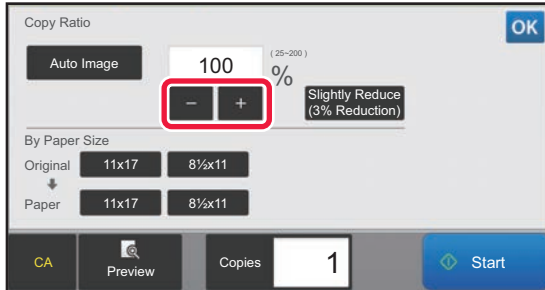 Copy Ratio
OK
Auto Image
100
(25~200)
%
− +
Slightly Reduce
(3% Reduction)
By Paper Size
Original 11x17 8½x11
Paper 11x17 8½x11
CA Preview Copies 1 Start